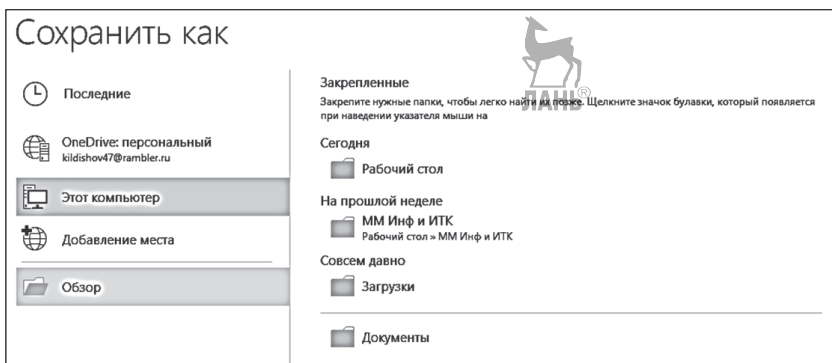 Сохранить как
Последние
OneDrive: персональный
kildishov47@rambler.ru
Этот компьютер
Добавление места
Обзор
ЛАНЬ®
Закрепленные
Закрепите нужные папки, чтобы легко найти их позже. Щелкните значок булавки, который появляется
при наведении указателя мыши на
Сегодня
Рабочий стол
На прошлой неделе
ММ Инф и ИТК
Рабочий стол » ММ Инф и ИТК
Совсем давно
Загрузки
Документы